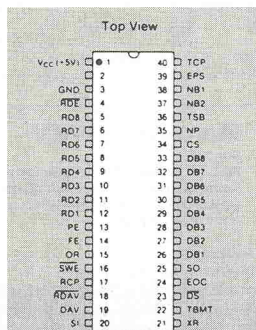 Top View
Vcc (+5V) 1 40 TCP
2 39 EPS
GND 3 38 NB1
RDE 4 37 NB2
RD8 5 36 TSB
RD7 6 35 NP
RD6 7 34 CS
RD5 8 33 DB8
RD4 9 32 DB7
RD3 10 31 DB6
RD2 11 30 DB5
RD1 12 29 DB4
PE 13 28 DB3
FE 14 27 DB2
OR 15 26 DB1
SWE 16 25 SO
RCP 17 24 EOC
RDAV 18 23 DS
DAV 19 22 TBMT
SI 20 21 XR